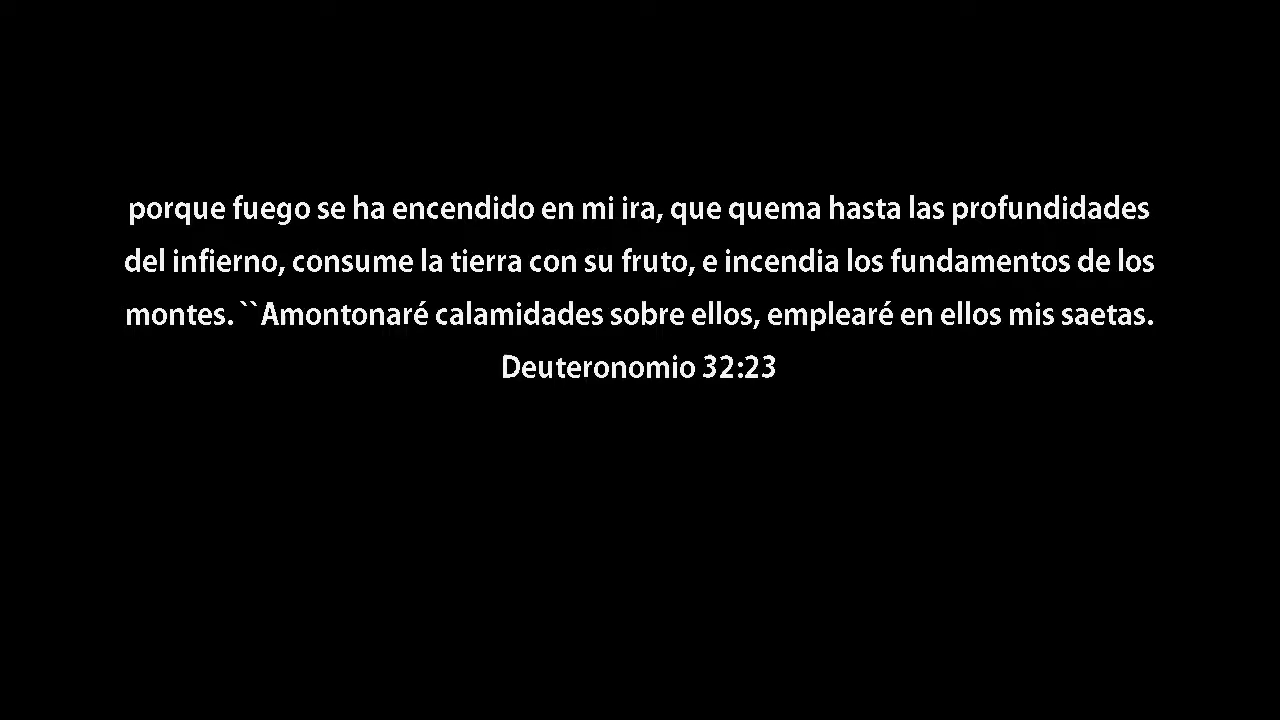 porque fuego se ha encendido en mi ira, que quema hasta las profundidades
del infierno, consume la tierra con su fruto, e incendia los fundamentos de los
montes. ``Amontonaré calamidades sobre ellos, emplearé en ellos mis saetas.
Deuteronomio 32:23